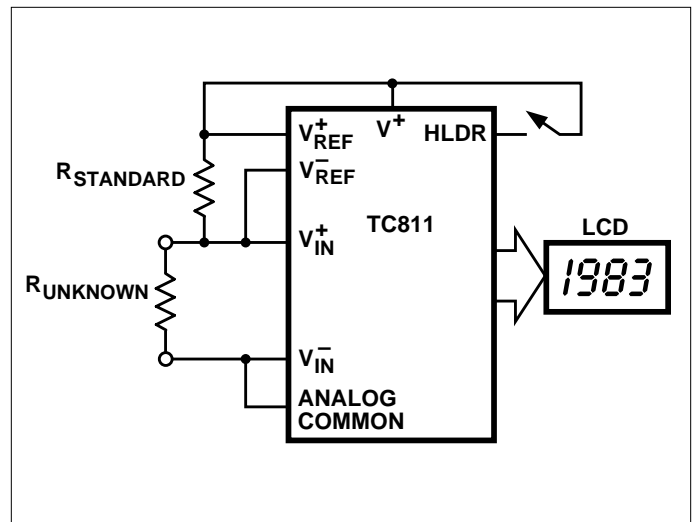 V+REF
V+
HLDR
V−REF
RSTANDARD
TC811
LCD
V+IN
1983
RUNKNOWN
V−IN
ANALOG
COMMON